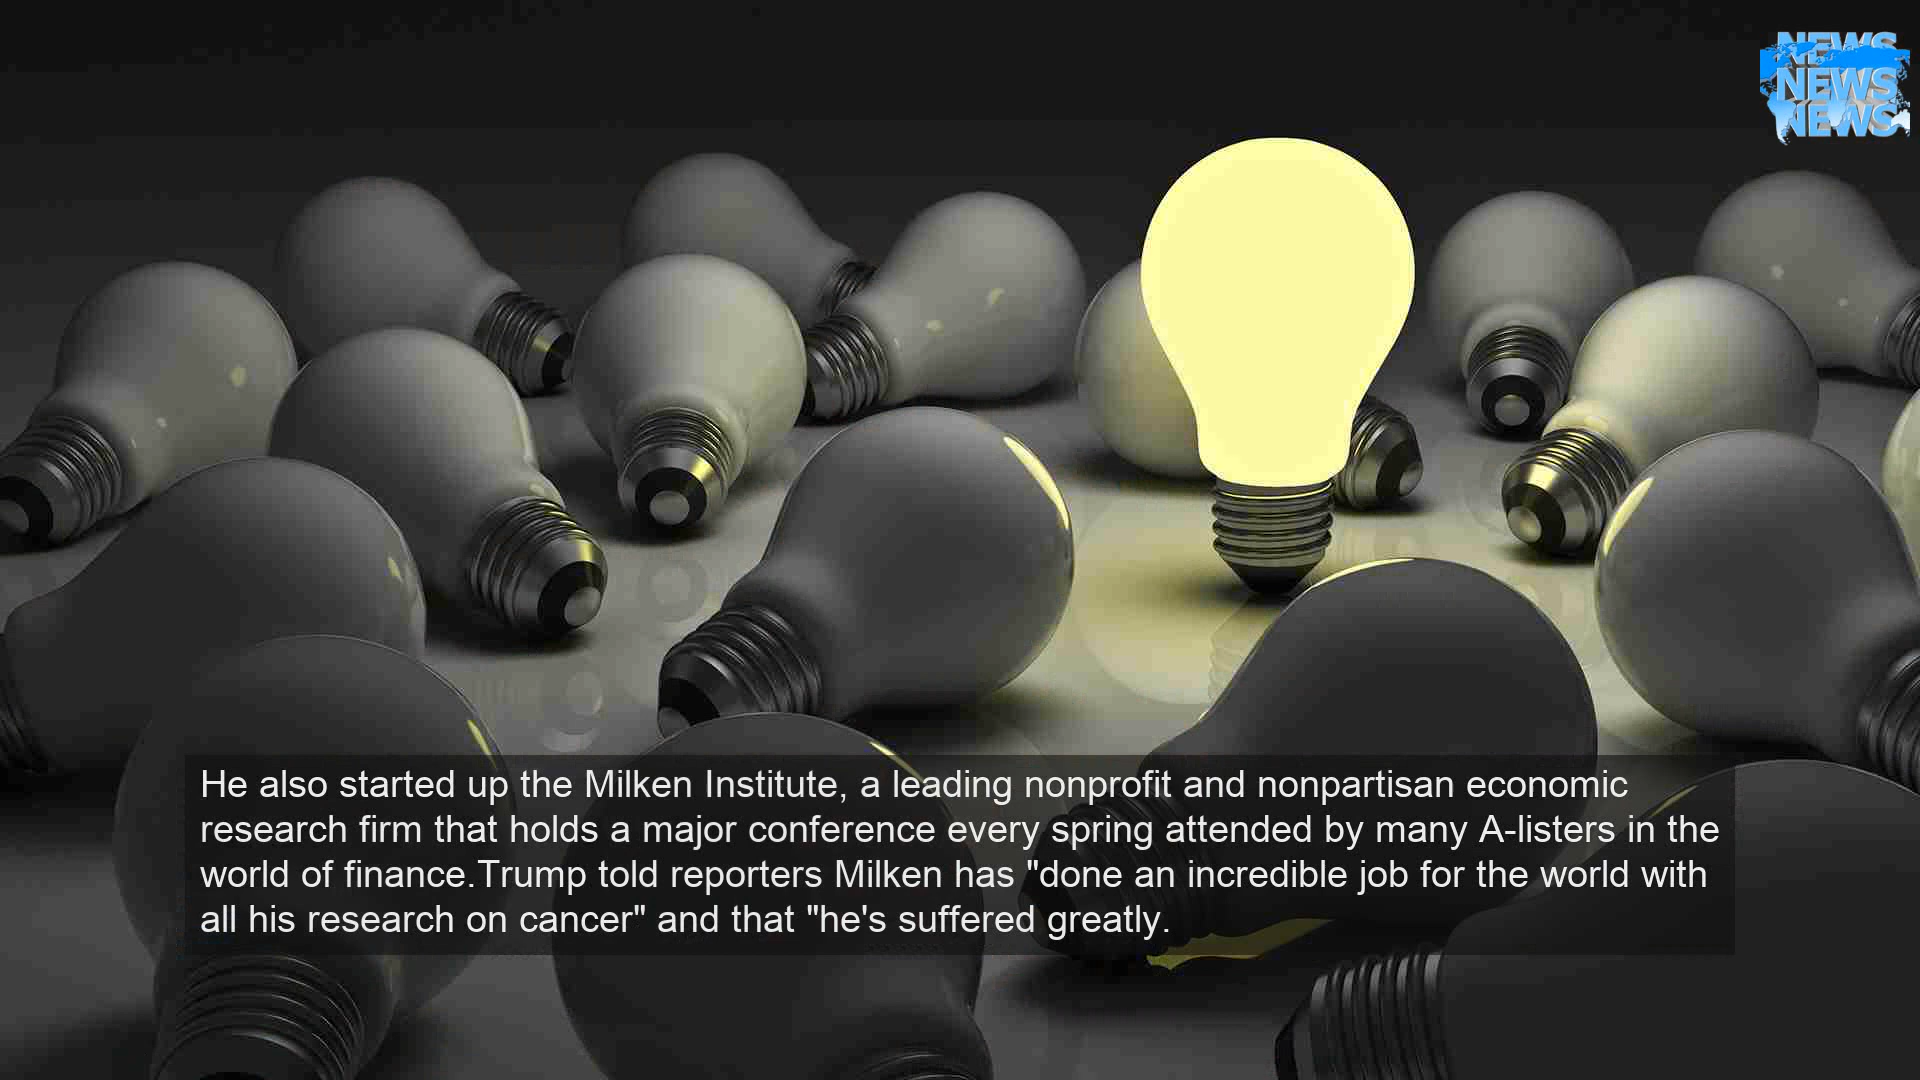 NEWS
NEWS
NEWS
He also started up the Milken Institute, a leading nonprofit and nonpartisan economic
research firm that holds a major conference every spring attended by many A-listers in the
world of finance.Trump told reporters Milken has "done an incredible job for the world with
all his research on cancer" and that "he's suffered greatly.